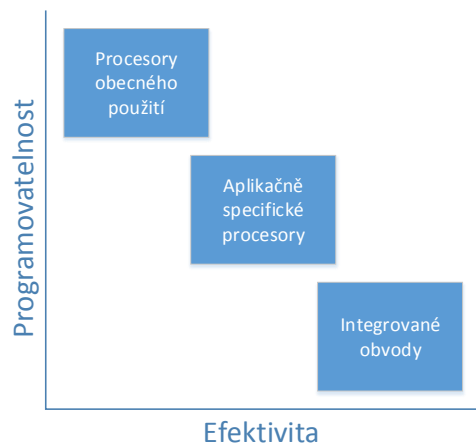 Programovatelnost
Procesory
obecného
použití
Aplikačně
specifické
procesory
Integrované
obvody
Efektivita